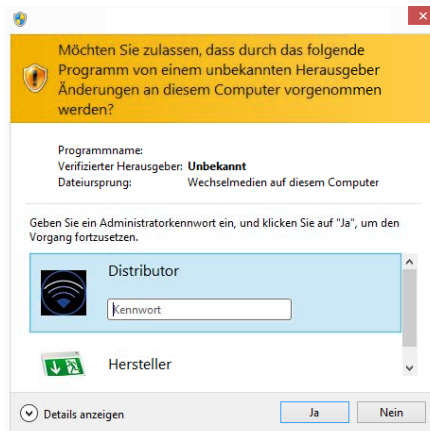 Möchten Sie zulassen, dass durch das folgende
Programm von einem unbekannten Herausgeber
Änderungen an diesem Computer vorgenommen
werden?
Programmname:
Verifizierter Herausgeber: Unbekannt
Dateiursprung: Wechselmedien auf diesem Computer
Geben Sie ein Administratorkennwort ein, und klicken Sie auf "Ja", um den
Vorgang fortzusetzen.
Distributor
Kennwort
Hersteller
Details anzeigen
Ja
Nein